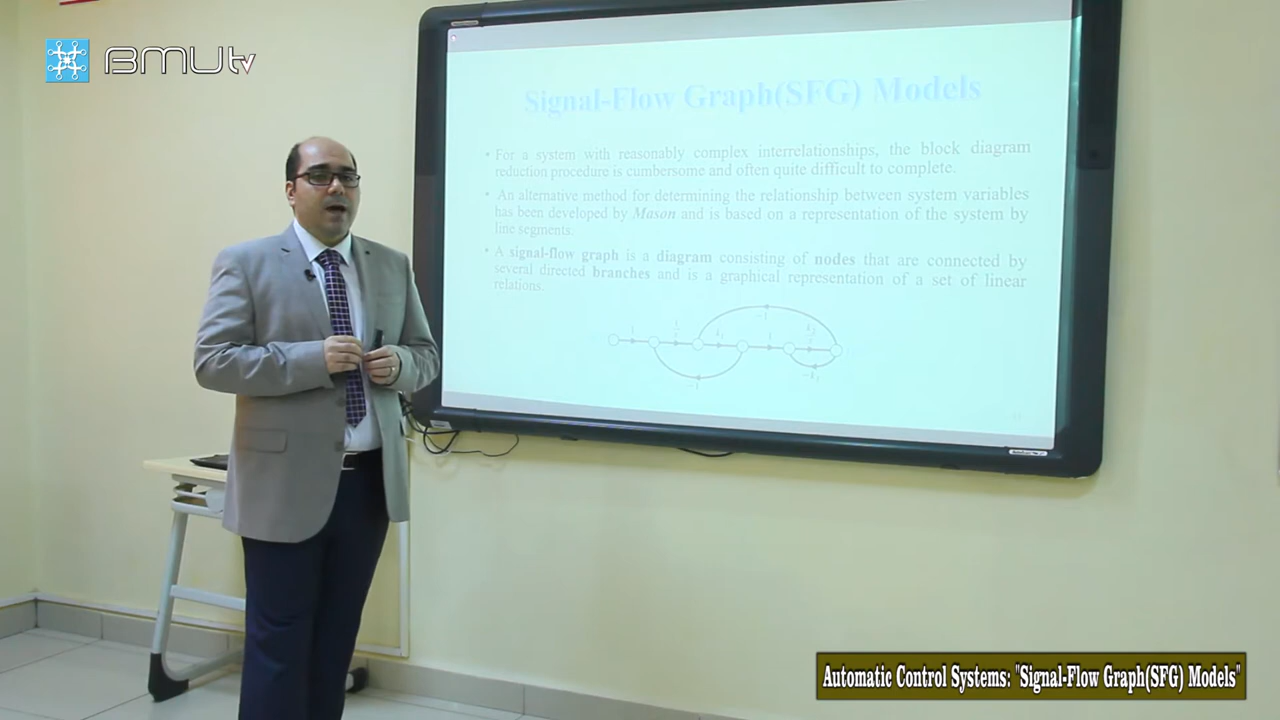 BMUtv
Signal-Flow Graph(SFG) Models
• For a system with reasonably complex interrelationships, the block diagram
reduction procedure is cumbersome and often quite difficult to complete.
• An alternative method for determining the relationship between system variables
has been developed by Mason and is based on a representation of the system by
line segments.
• A signal-flow graph is a diagram consisting of nodes that are connected by
several directed branches and is a graphical representation of a set of linear
relations.
-1
-1
Automatic Control Systems: "Signal-Flow Graph(SFG) Models"